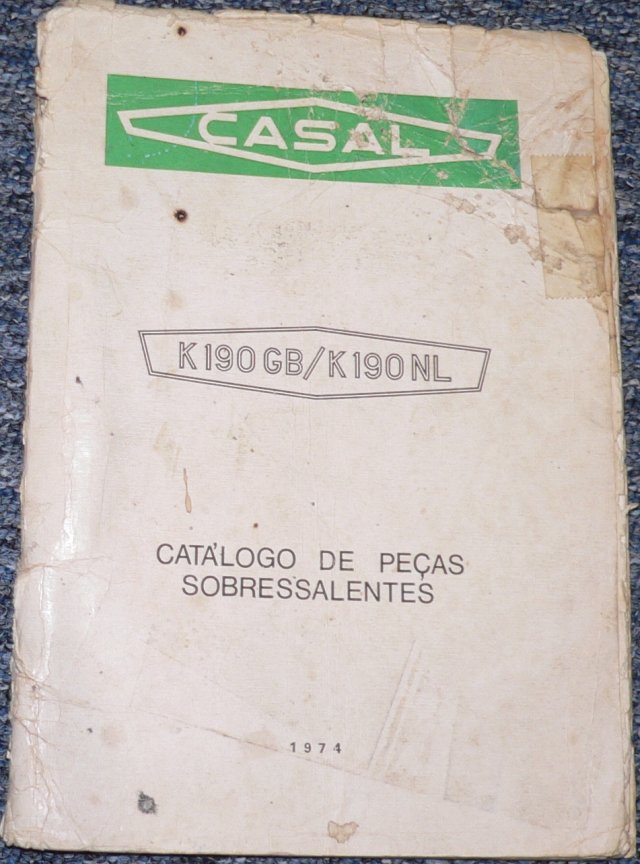 CASAL
K190GB/K190NL
CATÁLOGO DE PEÇAS
SOBRESSALENTES
1974